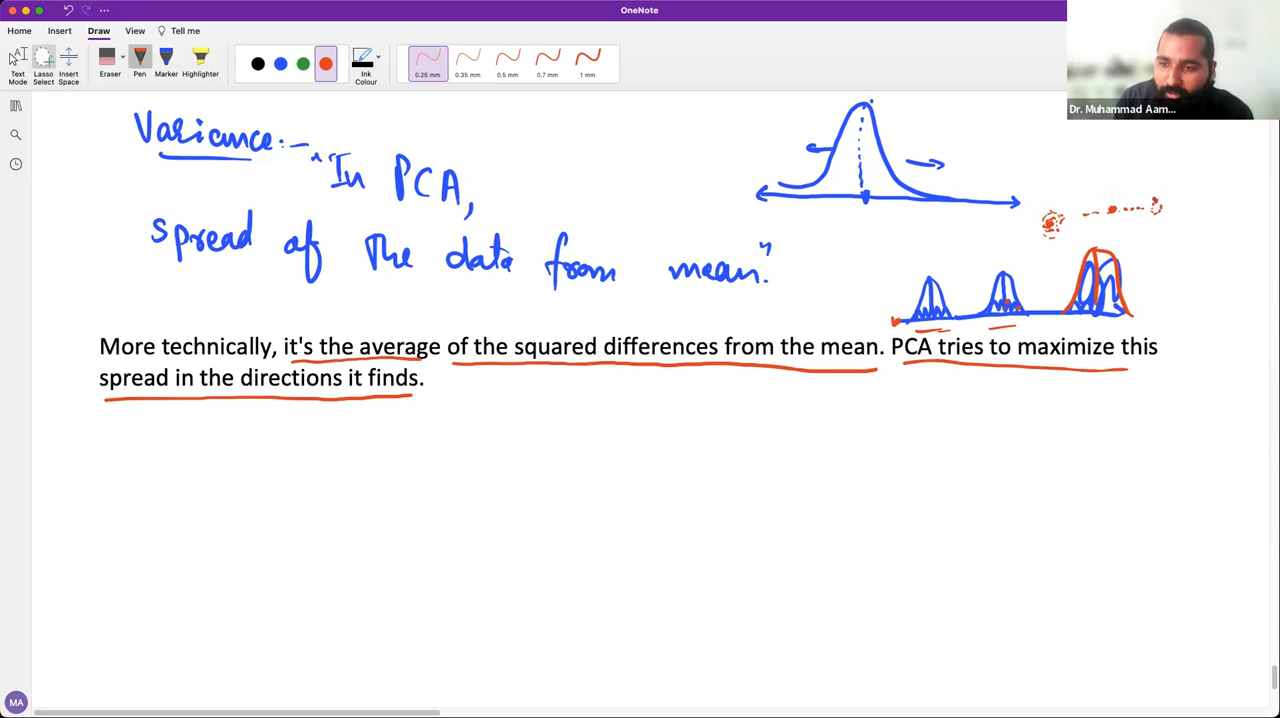 OneNote
Home Insert Draw View Tell me
Text Mode Lasso Select Insert Space Eraser Pen Marker Highlighter Ink Colour 0.25 mm 0.35 mm 0.5 mm 0.7 mm 1 mm
Dr. Muhammad Aam...
Variance:- "In PCA,
spread of The data from mean."
More technically, it's the average of the squared differences from the mean. PCA tries to maximize this
spread in the directions it finds.
MA